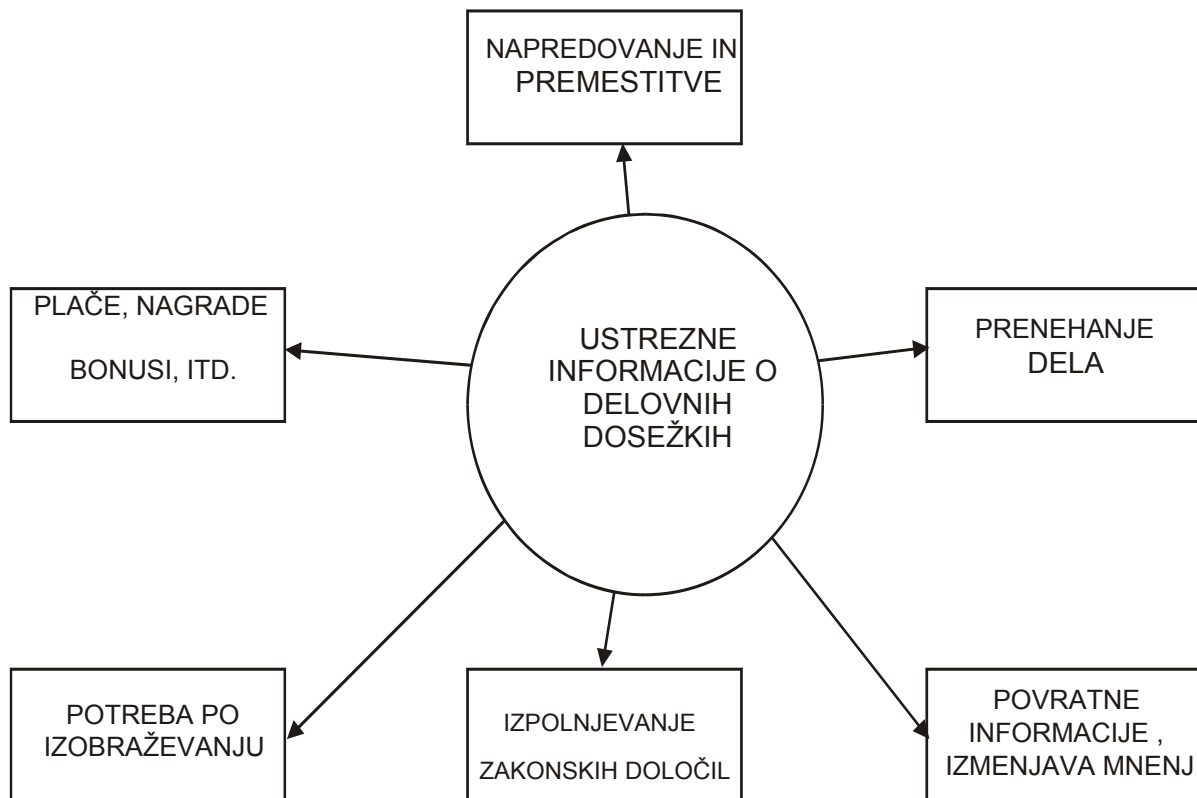 NAPREDOVANJE IN
PREMESTITVE
PLAČE, NAGRADE
BONUSI, ITD.
USTREZNE
INFORMACIJE O
DELOVNIH
DOSEŽKIH
PRENEHANJE
DELA
POTREBA PO
IZOBRAŽEVANJU
IZPOLNJEVANJE
ZAKONSKIH DOLOČIL
POVRATNE
INFORMACIJE ,
IZMENJAVA MNENJ